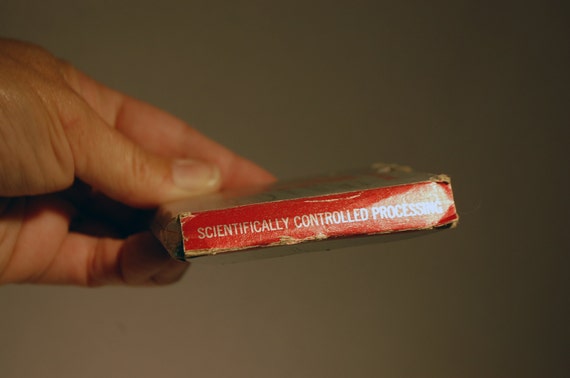 SCIENTIFICALLY CONTROLLED PROCESSING